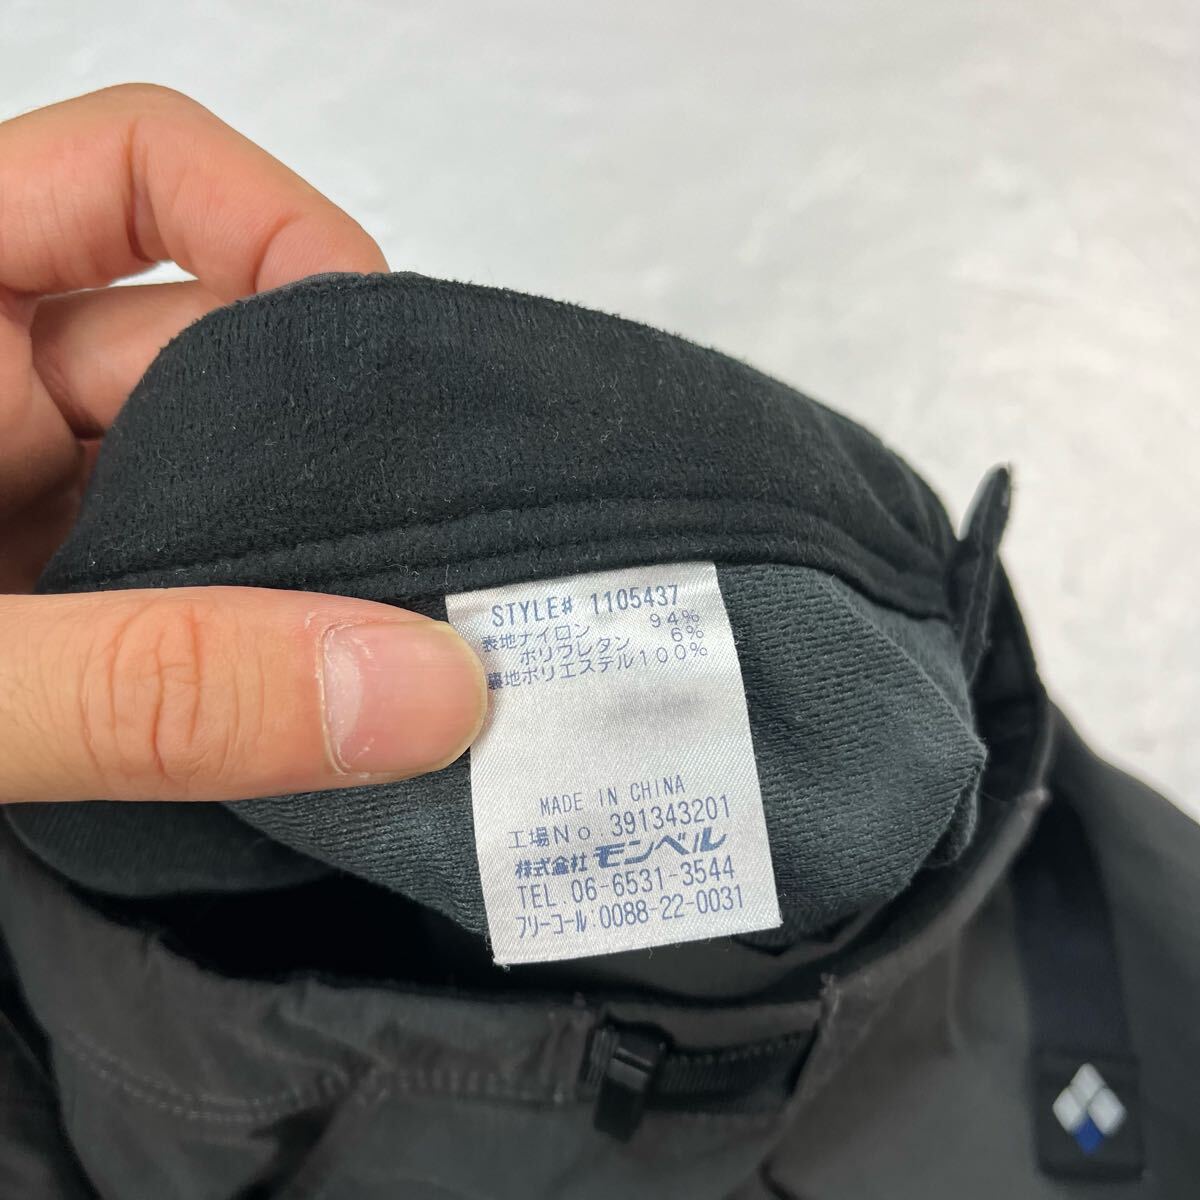 STYLE# 1105437
表地ナイロン 94%
ポリウレタン 6%
裏地ポリエステル100%
MADE IN CHINA
工場No. 391343201
株式会社モンベル
TEL.06-6531-3544
フリーコール:0088-22-0031